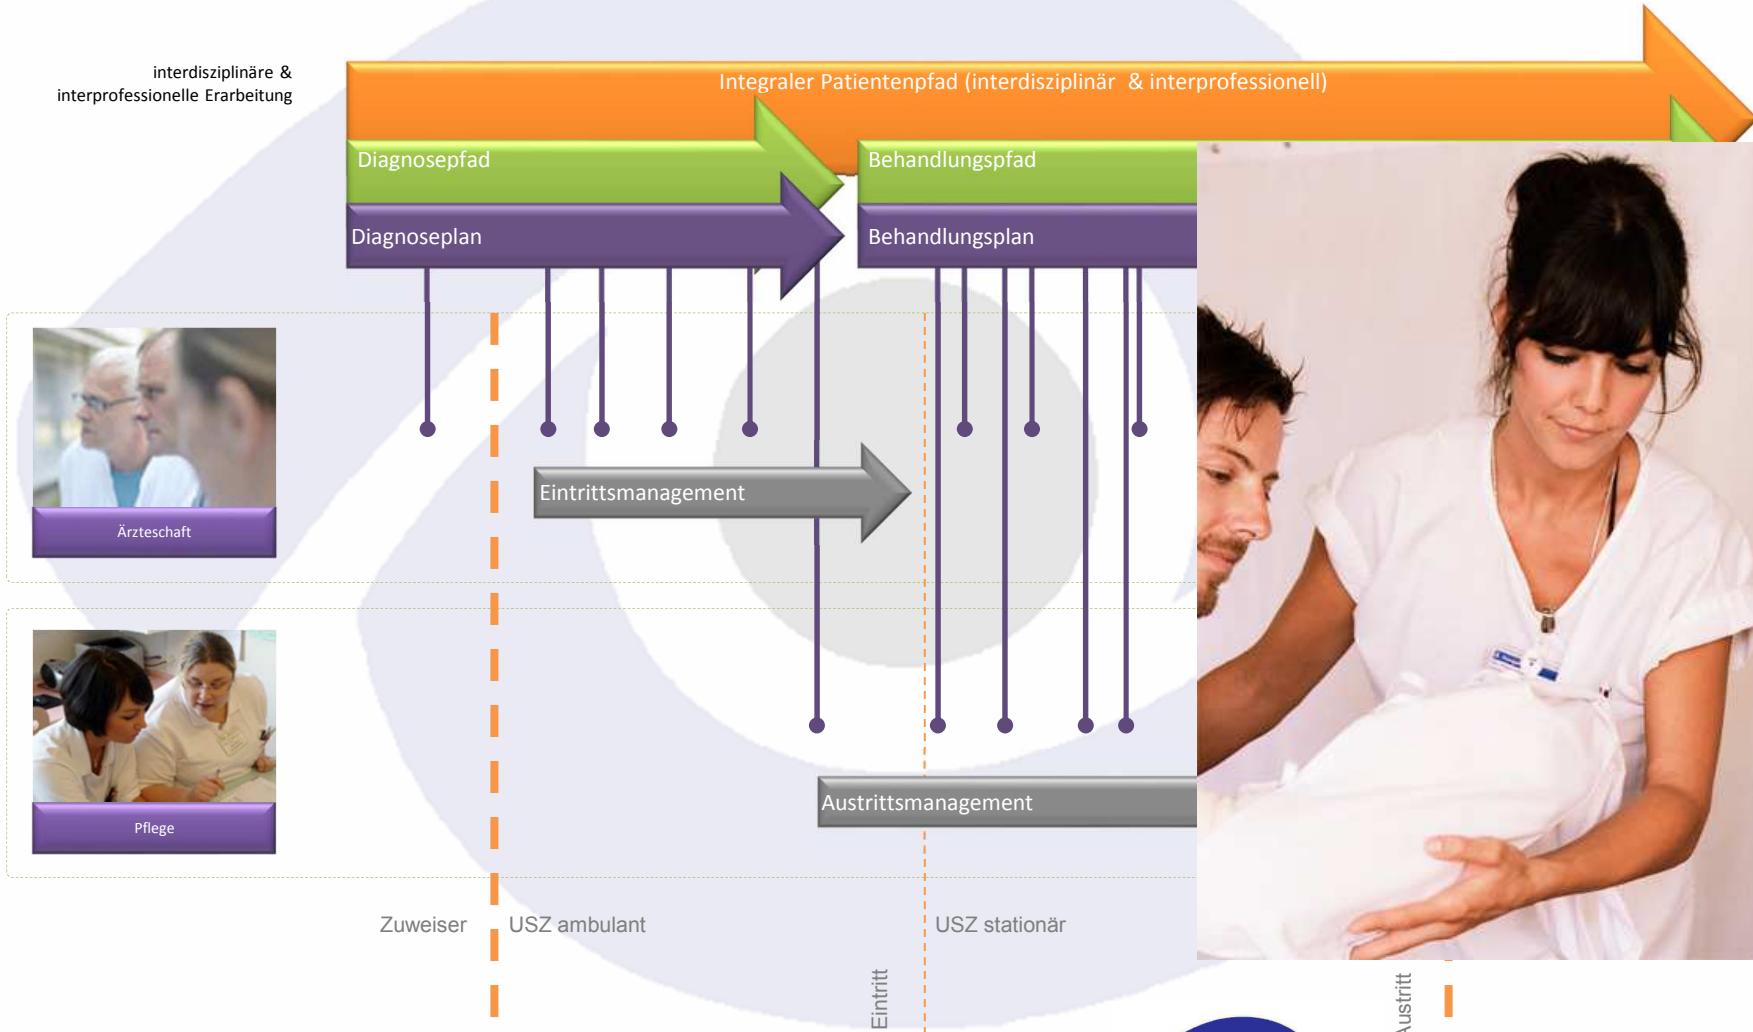 interdisziplinäre &
interprofessionelle Erarbeitung
Integraler Patientenpfad (interdisziplinär & interprofessionell)
Diagnosepfad
Behandlungspfad
Diagnoseplan
Behandlungsplan
Eintrittsmanagement
Ärzteschaft
Austrittsmanagement
Pflege
Zuweiser
USZ ambulant
USZ stationär
Eintritt
Austritt